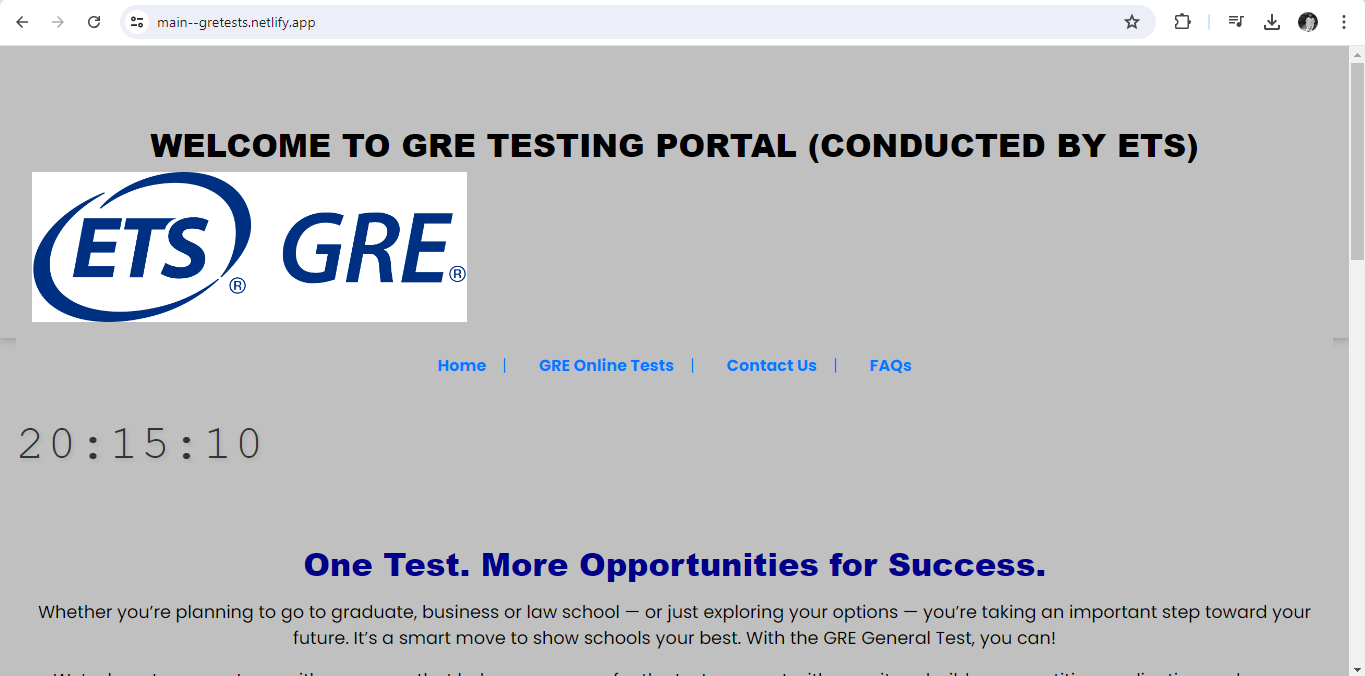 main--gretests.netlify.app
WELCOME TO GRE TESTING PORTAL (CONDUCTED BY ETS)
ETS® GRE®
Home | GRE Online Tests | Contact Us | FAQs
20:15:10
One Test. More Opportunities for Success.
Whether you’re planning to go to graduate, business or law school — or just exploring your options — you’re taking an important step toward your
future. It’s a smart move to show schools your best. With the GRE General Test, you can!